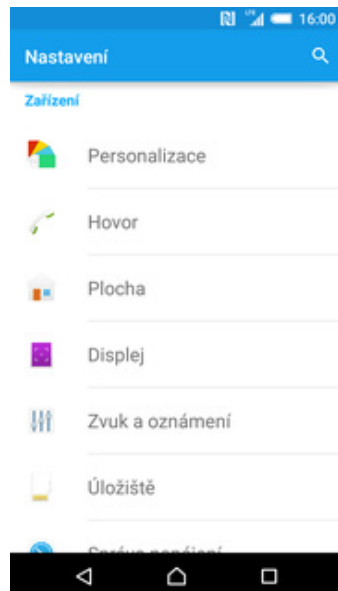 16:00
Nastavení
Zařízení
Personalizace
Hovor
Plocha
Displej
Zvuk a oznámení
Úložiště